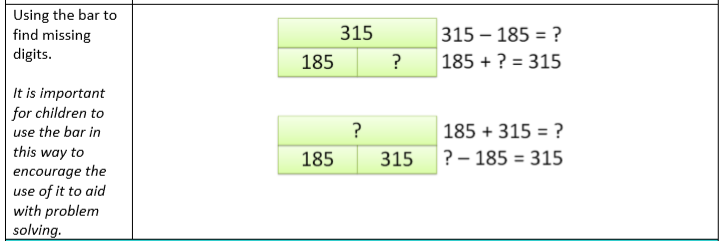 Using the bar to
find missing
digits.
It is important
for children to
use the bar in
this way to
encourage the
use of it to aid
with problem
solving.
315
185 ?
315 – 185 = ?
185 + ? = 315
?
185 315
185 + 315 = ?
? – 185 = 315